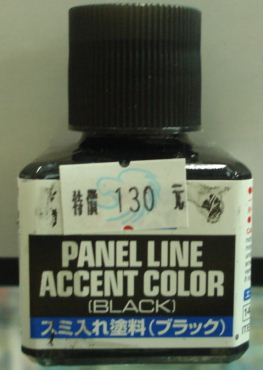 特價 130 元
PANEL LINE
ACCENT COLOR
(BLACK)
スミ入れ塗料(ブラック)